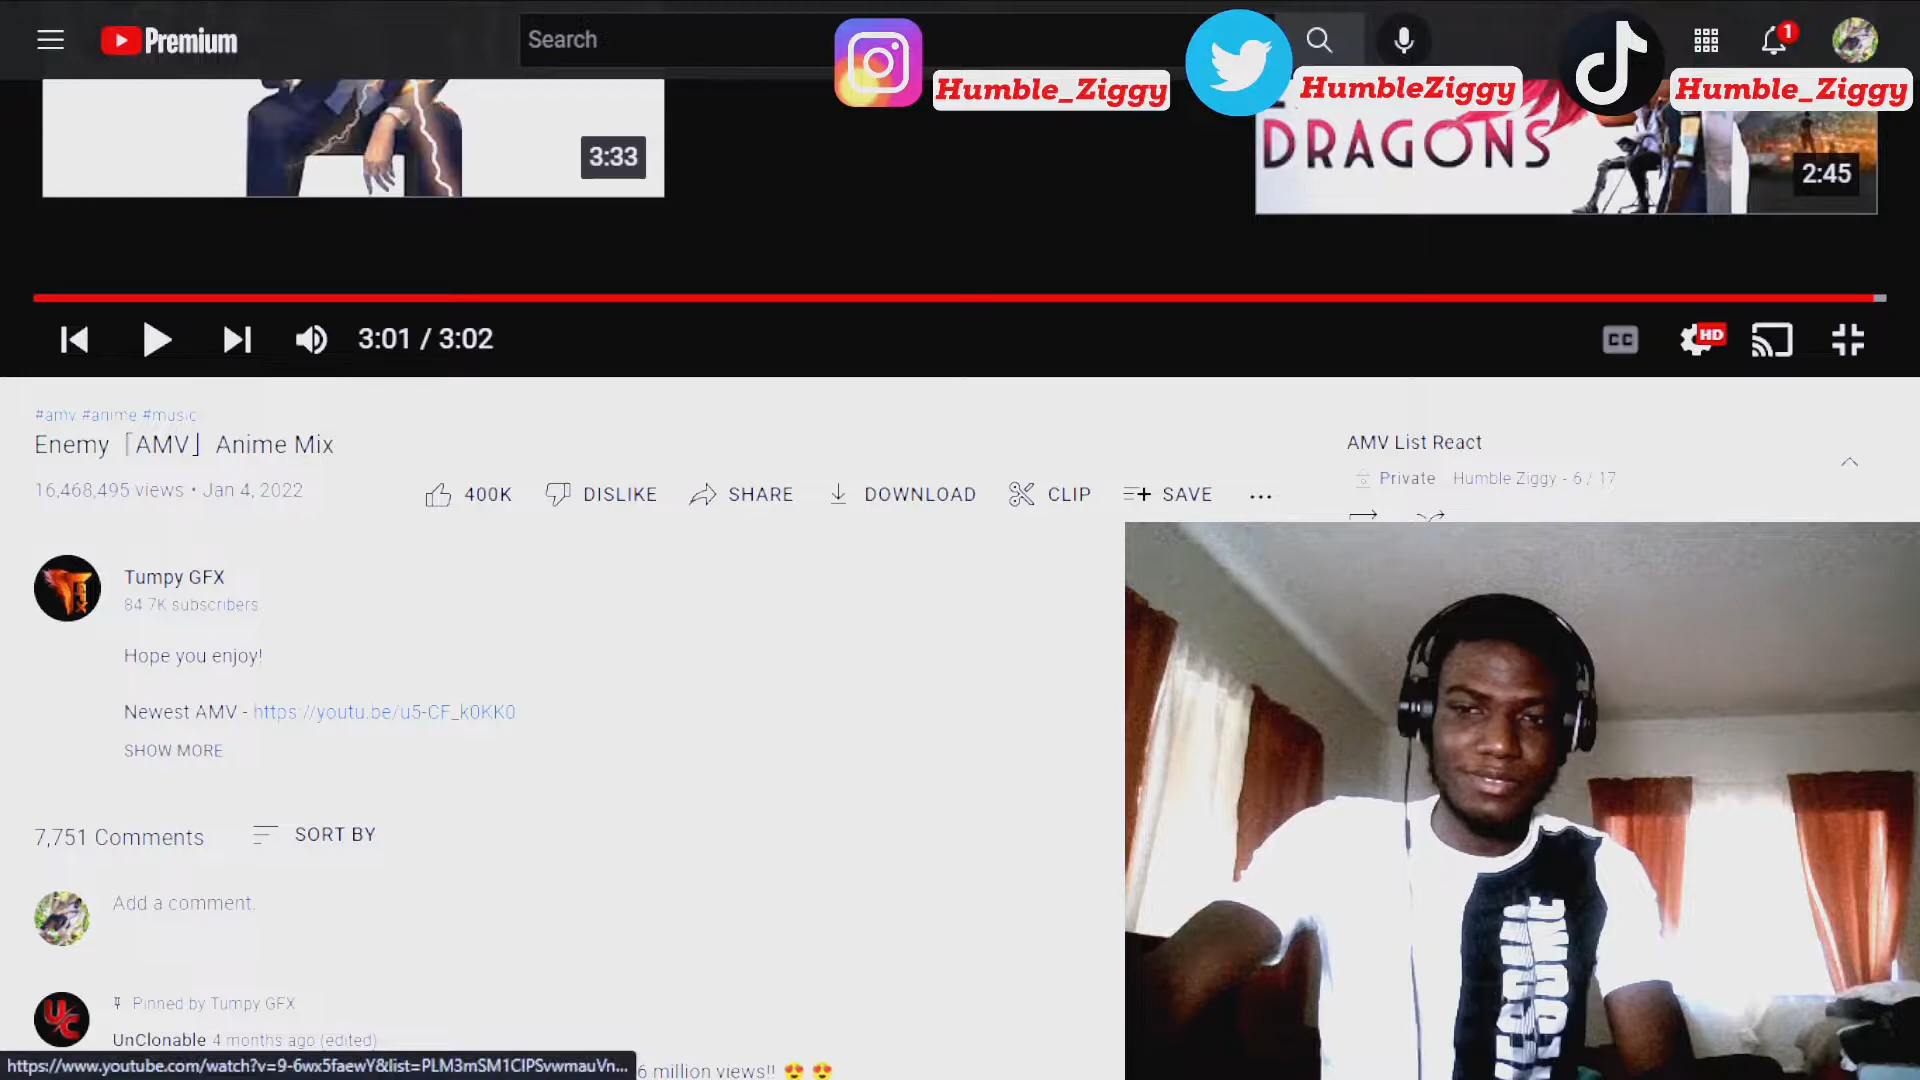 Premium
Search
Humble_Ziggy
HumbleZiggy
Humble_Ziggy
1
DRAGONS
3:33
2:45
3:01 / 3:02
CC
HD
#amv #anime #music
Enemy「AMV」Anime Mix
16,468,495 views • Jan 4, 2022
400K
DISLIKE
SHARE
DOWNLOAD
CLIP
SAVE
AMV List React
Private Humble Ziggy - 6 / 17
Tumpy GFX
84.7K subscribers
Hope you enjoy!
Newest AMV - https://youtu.be/u5-CF_k0KK0
SHOW MORE
7,751 Comments
SORT BY
Add a comment.
Pinned by Tumpy GFX
UC
UnClonable 4 months ago (edited)
6 million views!! 😍 😍
https://www.youtube.com/watch?v=9-6wx5faewY&list=PLM3mSM1CIPSvwmauVn...